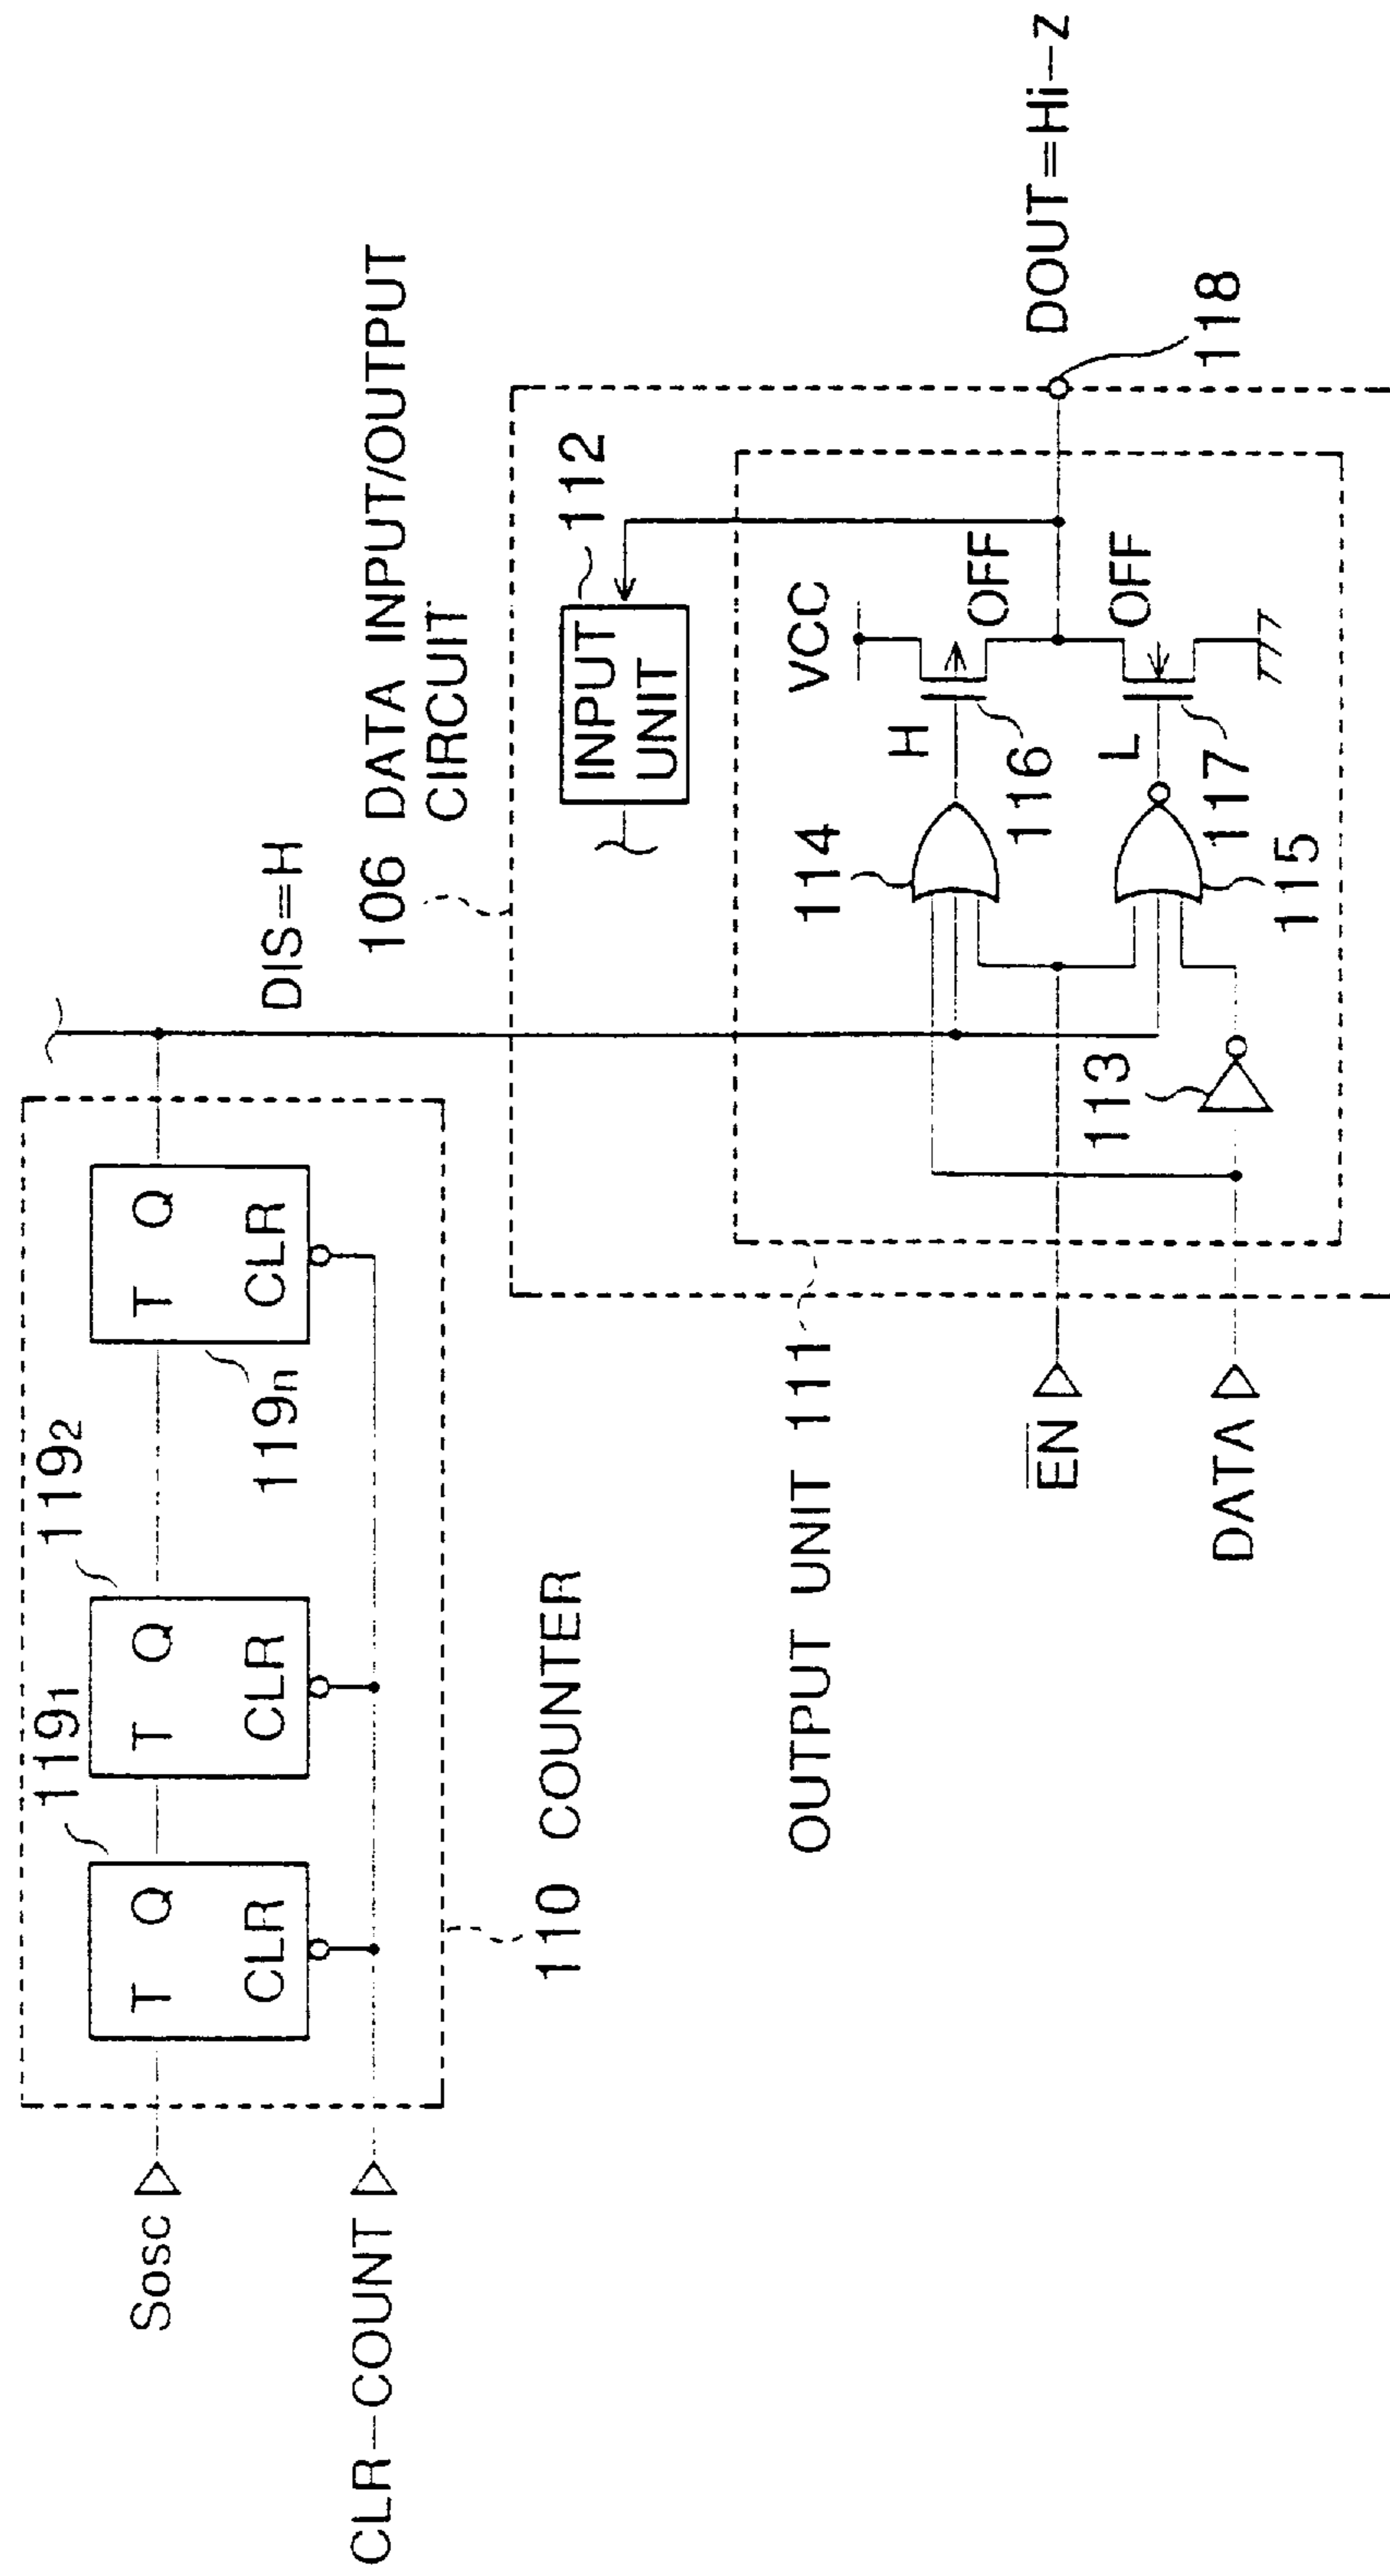 Sosc
CLR-COUNT
119₁
T Q
CLR
119₂
T Q
CLR
119n
T Q
CLR
110 COUNTER
DIS=H
106 DATA INPUT/OUTPUT
CIRCUIT
INPUT
UNIT
112
OUTPUT UNIT 111
EN
DATA
113
114
115
H
L
116
117
VCC
OFF
OFF
118
DOUT=Hi-Z